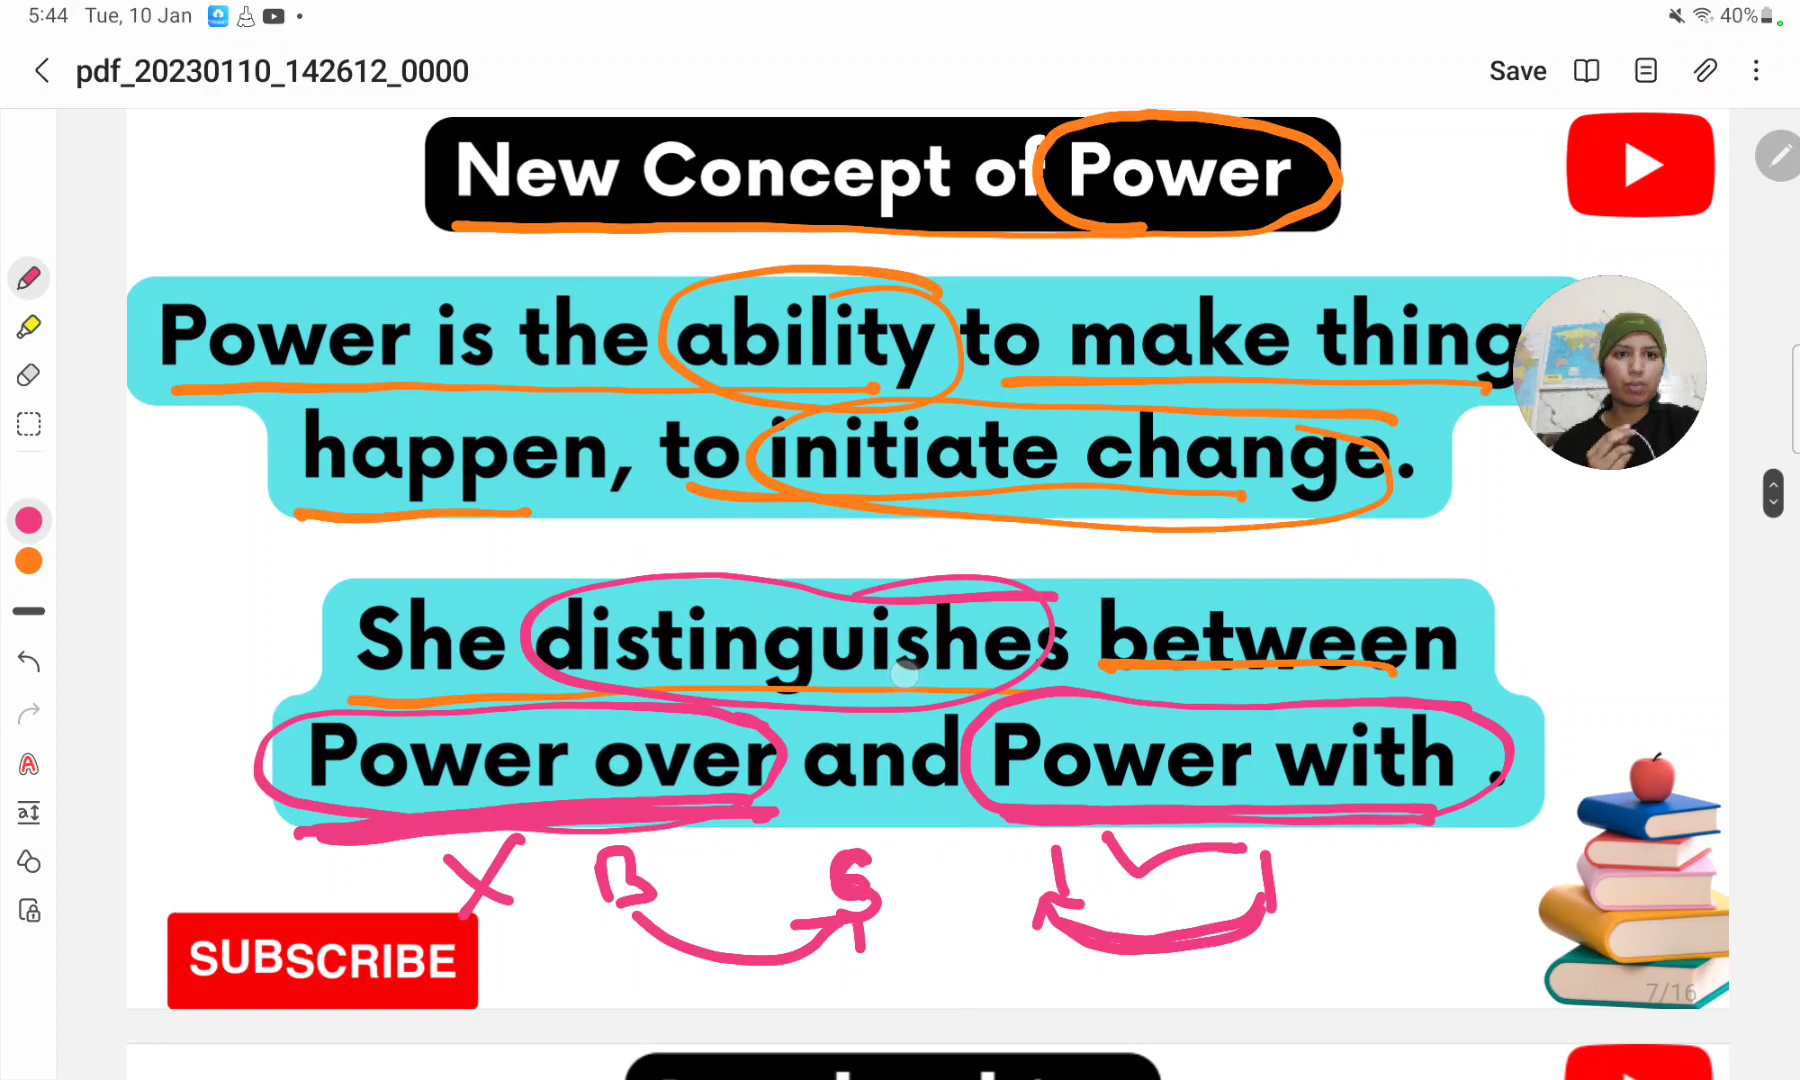 5:44 Tue, 10 Jan
40%
pdf_20230110_142612_0000
Save
New Concept of Power
Power is the ability to make thing
happen, to initiate change.
She distinguishes between
Power over and Power with .
B S
SUBSCRIBE
7/16